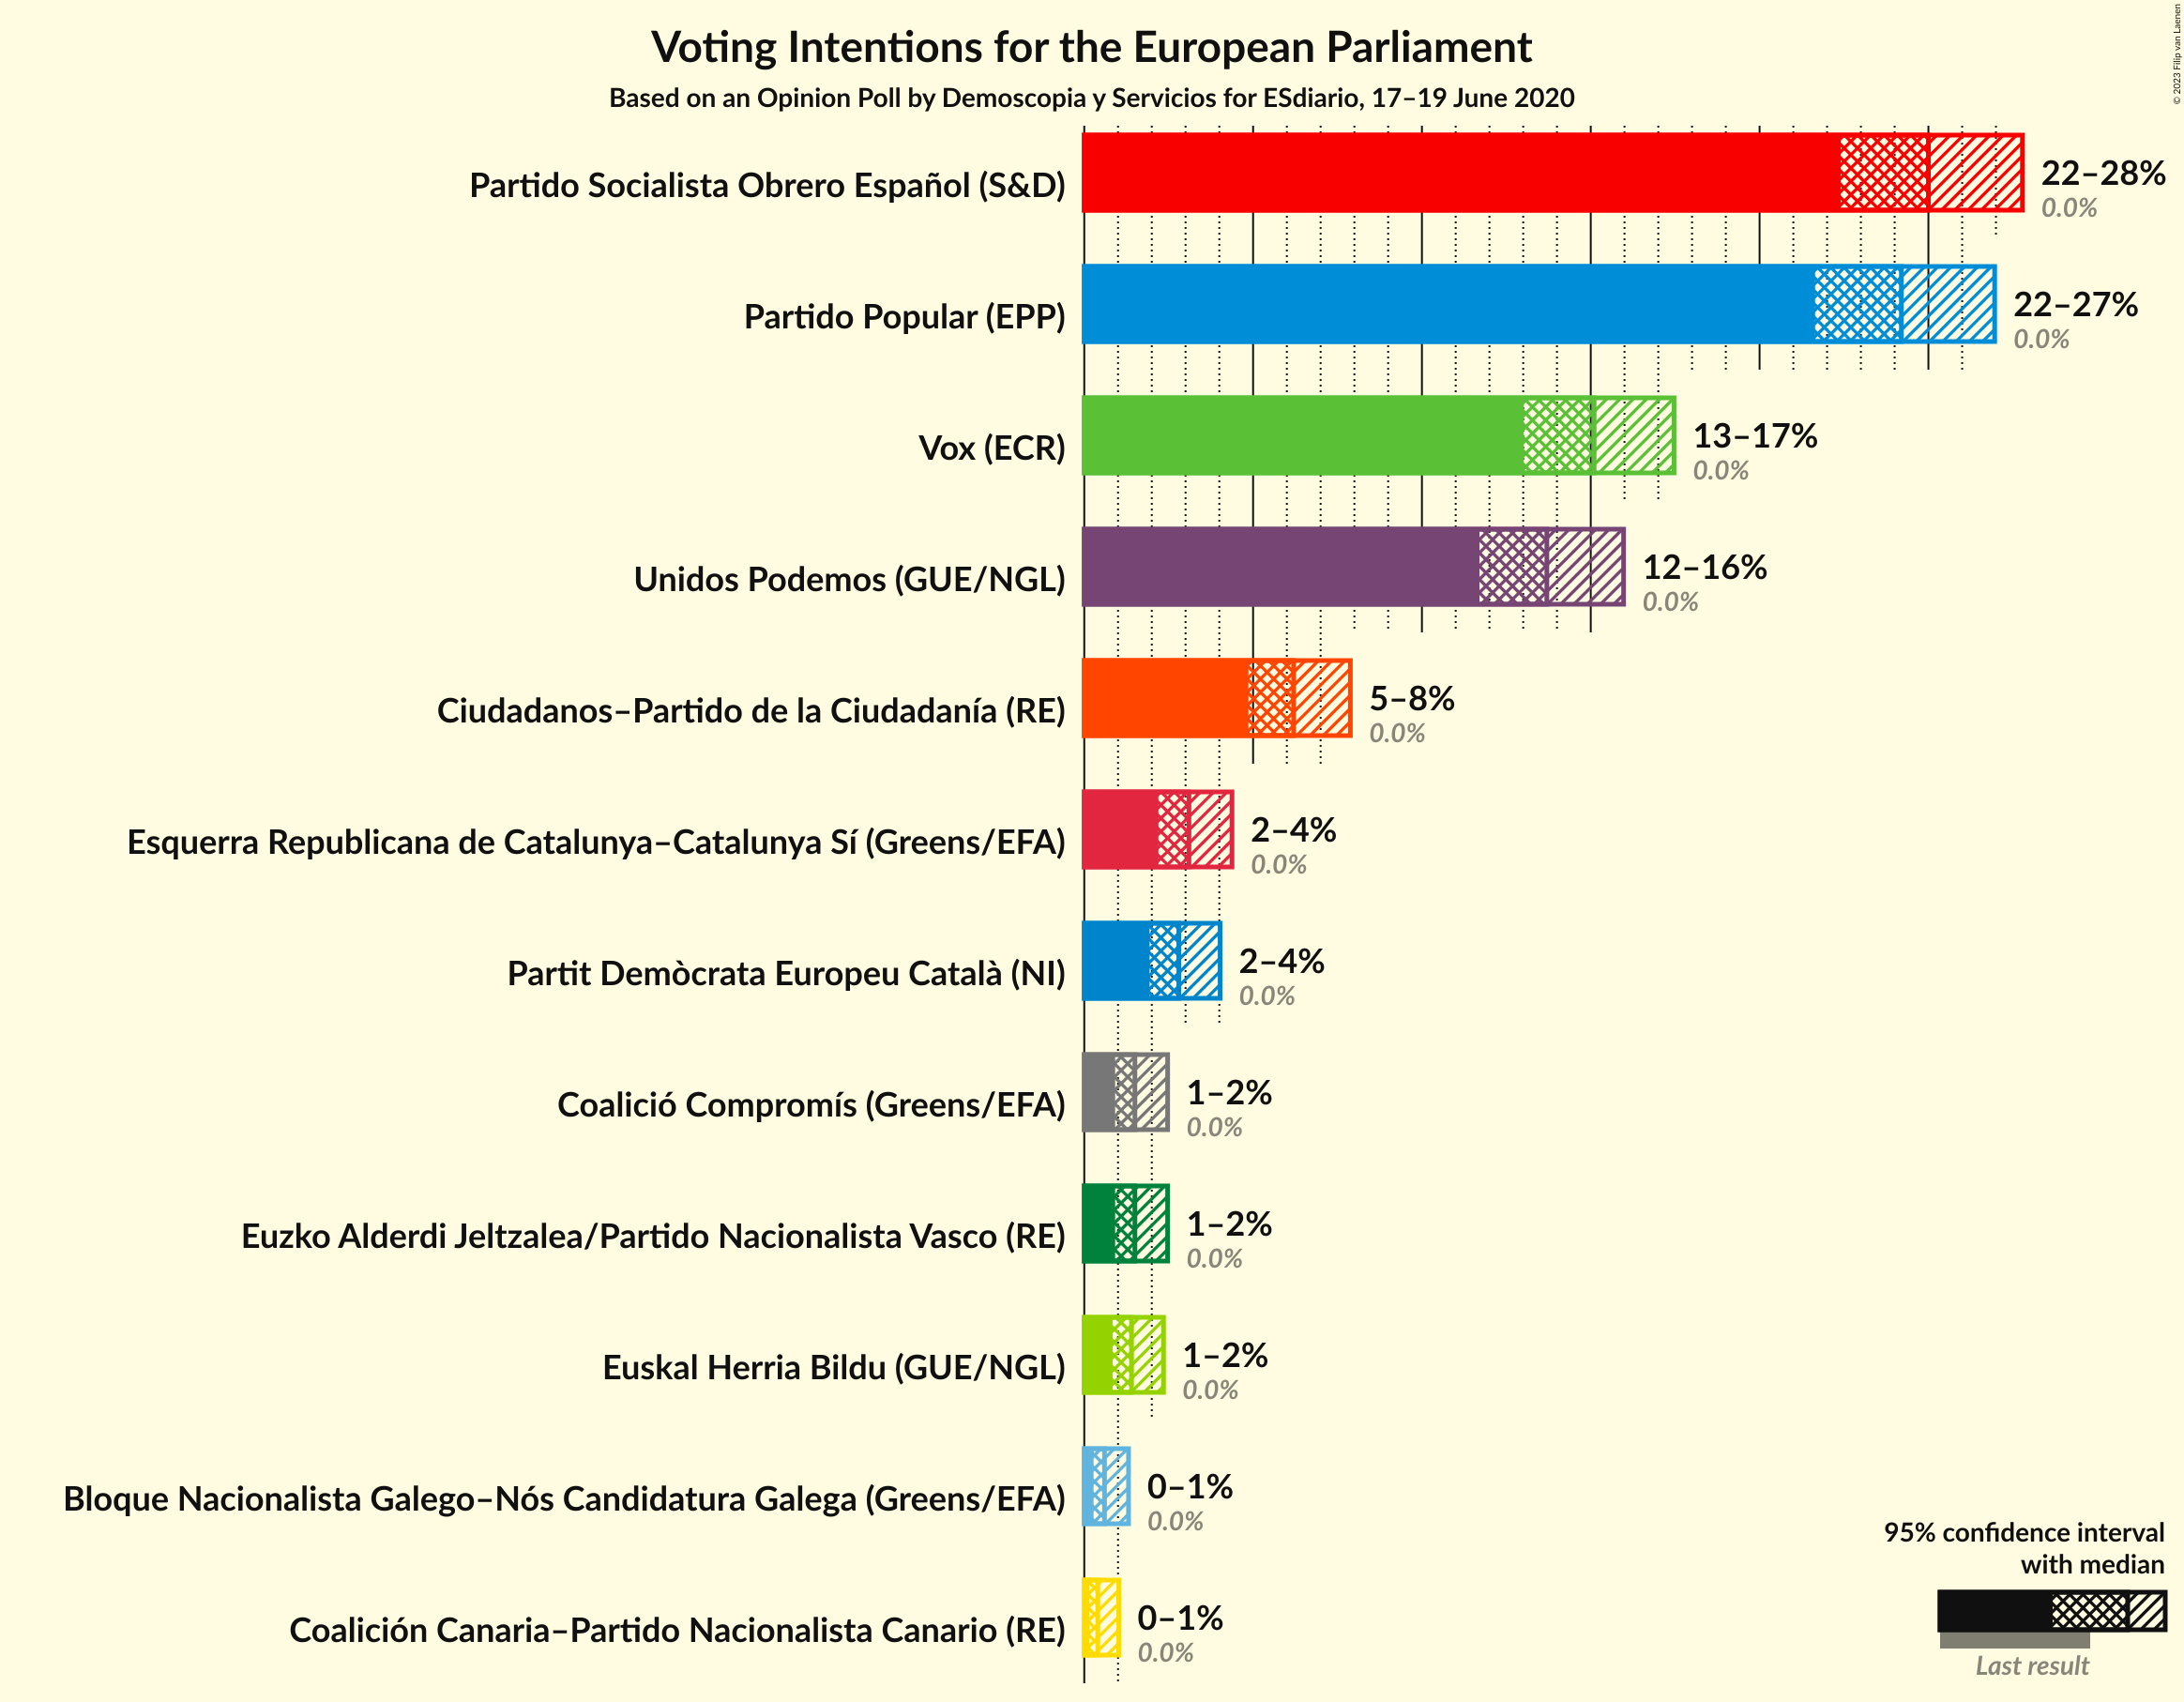 Voting Intentions for the European Parliament
Based on an Opinion Poll by Demoscopia y Servicios for ESdiario, 17–19 June 2020
© 2023 Filip van Laenen
Partido Socialista Obrero Español (S&D)
22–28%
0.0%
Partido Popular (EPP)
22–27%
0.0%
Vox (ECR)
13–17%
0.0%
Unidos Podemos (GUE/NGL)
12–16%
0.0%
Ciudadanos–Partido de la Ciudadanía (RE)
5–8%
0.0%
Esquerra Republicana de Catalunya–Catalunya Sí (Greens/EFA)
2–4%
0.0%
Partit Demòcrata Europeu Català (NI)
2–4%
0.0%
Coalició Compromís (Greens/EFA)
1–2%
0.0%
Euzko Alderdi Jeltzalea/Partido Nacionalista Vasco (RE)
1–2%
0.0%
Euskal Herria Bildu (GUE/NGL)
1–2%
0.0%
Bloque Nacionalista Galego–Nós Candidatura Galega (Greens/EFA)
0–1%
0.0%
Coalición Canaria–Partido Nacionalista Canario (RE)
0–1%
0.0%
95% confidence interval
with median
Last result